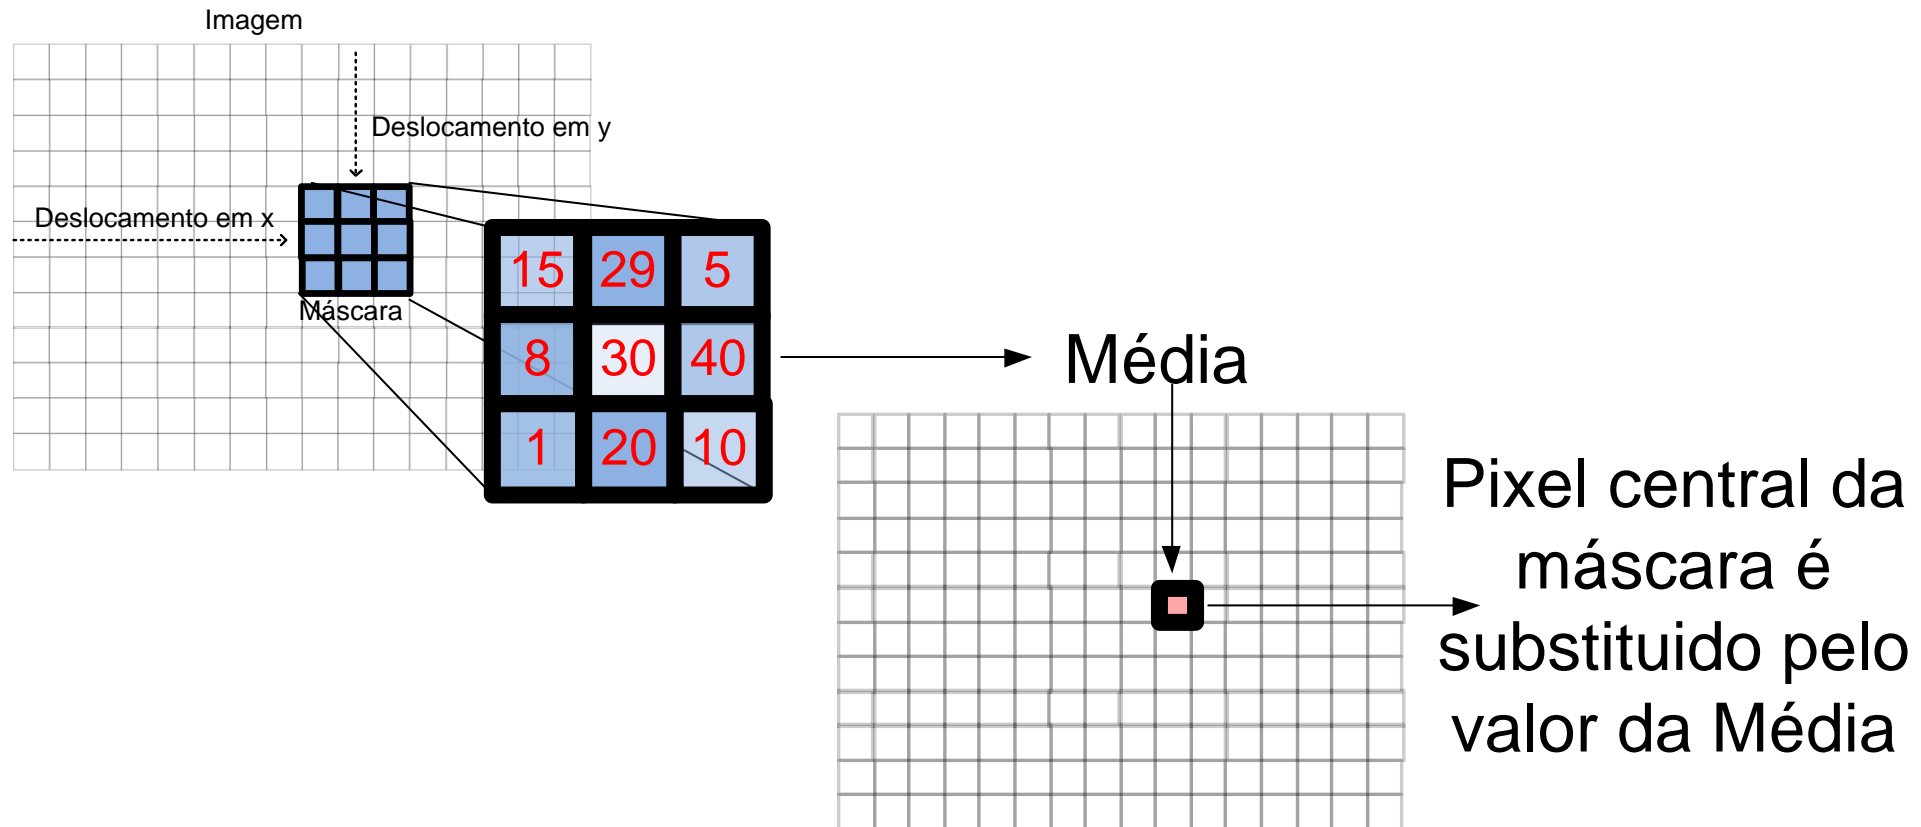 Imagem
Deslocamento em y
Deslocamento em x
Máscara
15 29 5
8 30 40
1 20 10
Média
Pixel central da
máscara é
substituido pelo
valor da Média